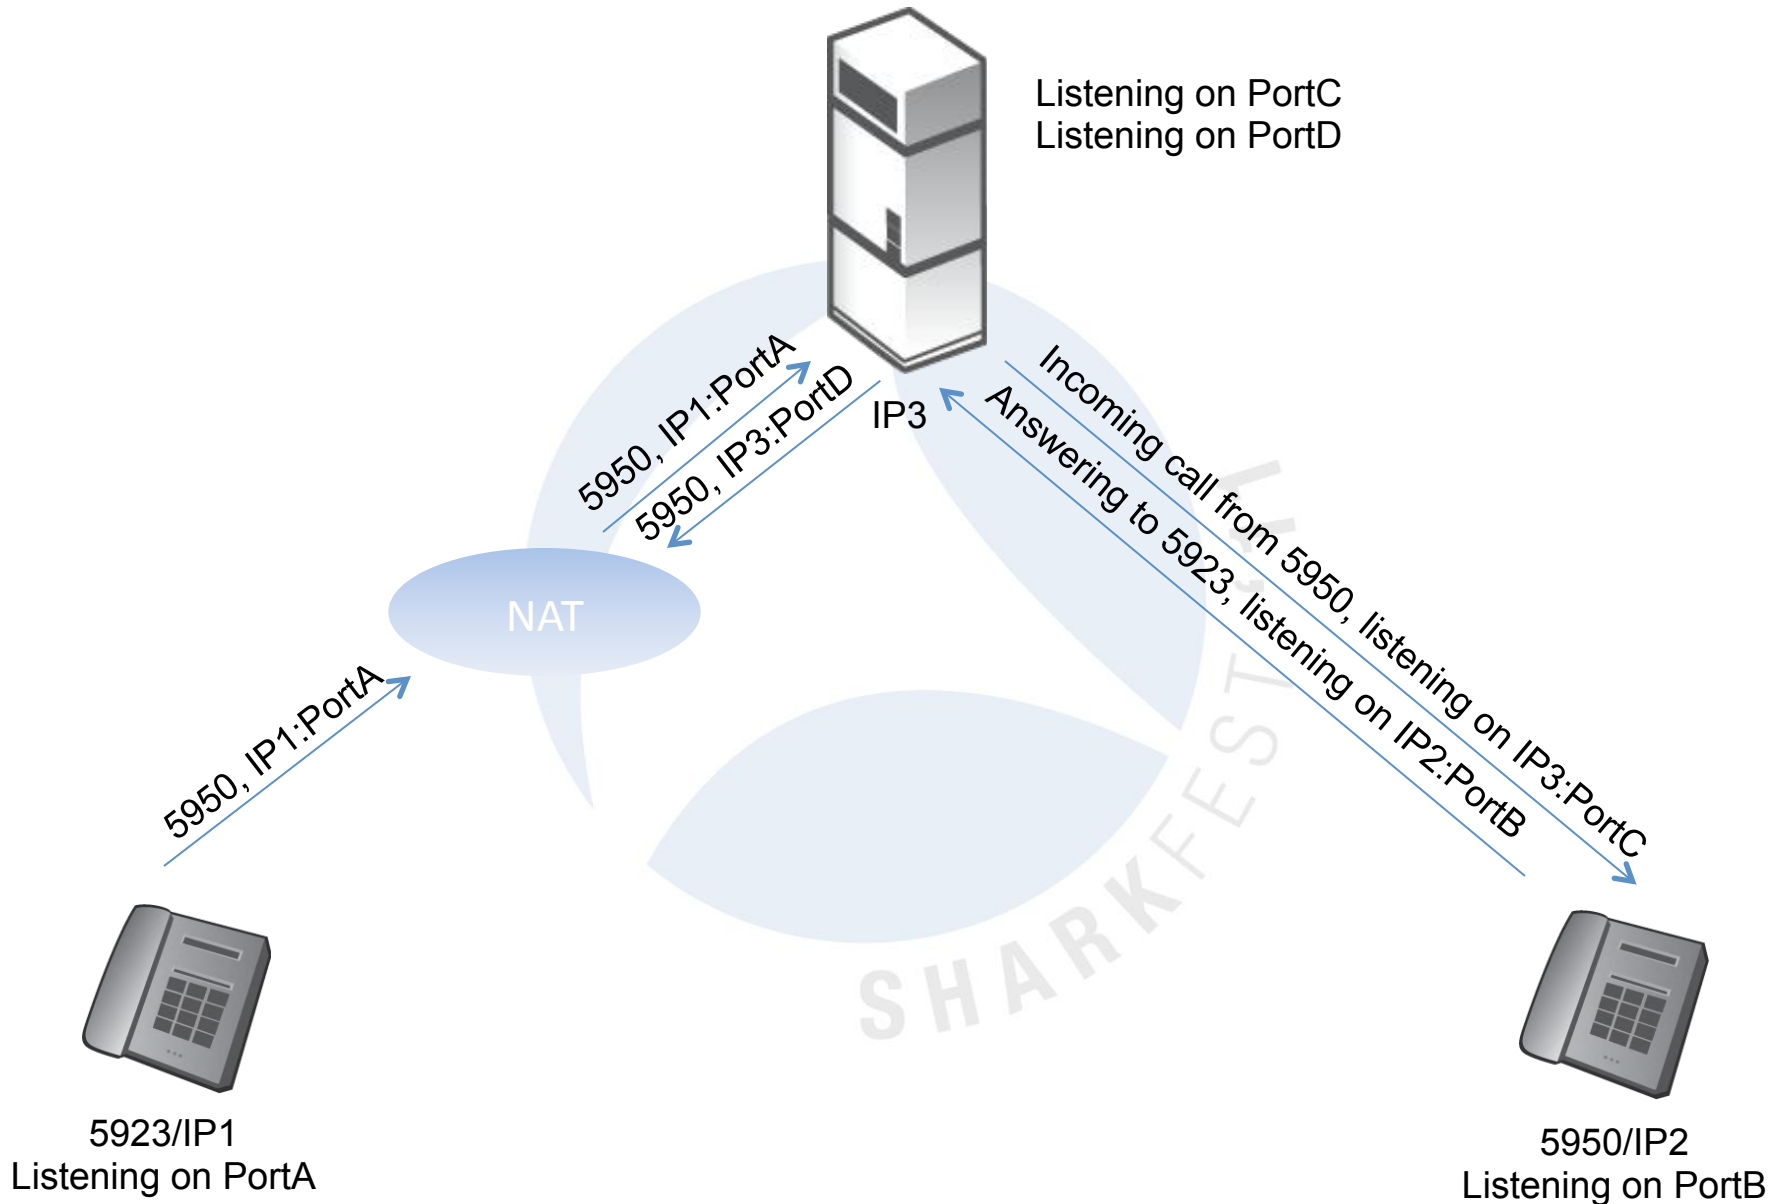 Listening on PortC
Listening on PortD
IP3
5950, IP1:PortA
5950, IP3:PortD
Incoming call from 5950, listening on IP3:PortC
Answering to 5923, listening on IP2:PortB
NAT
5950, IP1:PortA
SHARKFEST
5923/IP1
Listening on PortA
5950/IP2
Listening on PortB